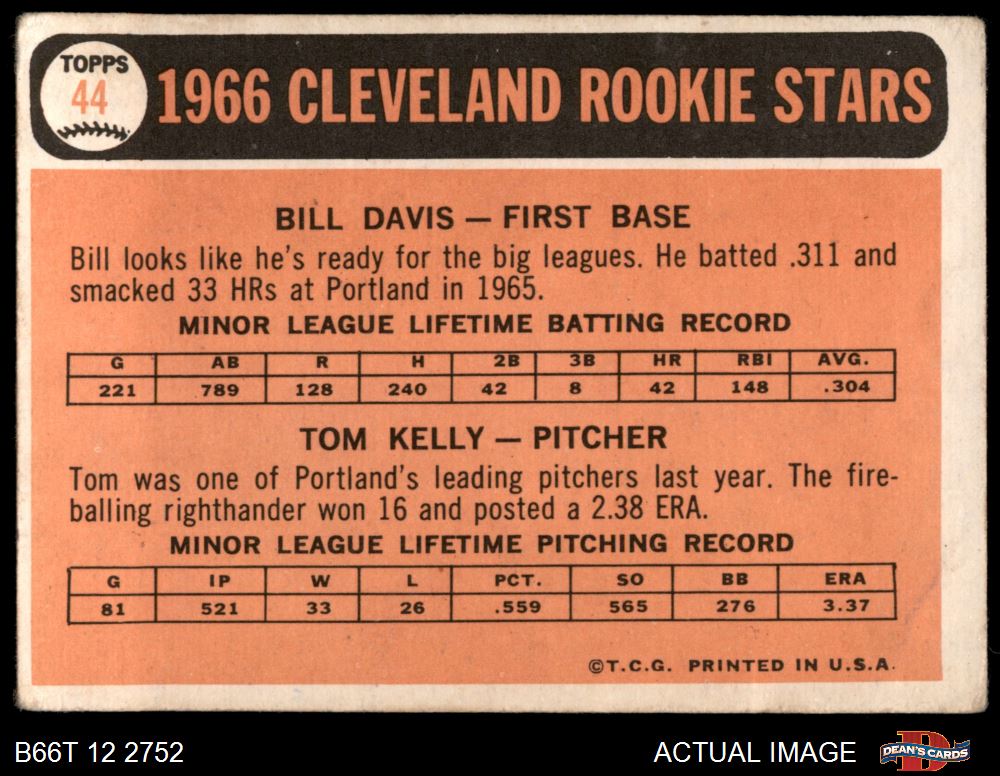 TOPPS
44
1966 CLEVELAND ROOKIE STARS
BILL DAVIS — FIRST BASE
Bill looks like he's ready for the big leagues. He batted .311 and
smacked 33 HRs at Portland in 1965.
MINOR LEAGUE LIFETIME BATTING RECORD
G AB R H 2B 3B HR RBI AVG.
221 789 128 240 42 8 42 148 .304
TOM KELLY — PITCHER
Tom was one of Portland's leading pitchers last year. The fire-
balling righthander won 16 and posted a 2.38 ERA.
MINOR LEAGUE LIFETIME PITCHING RECORD
G IP W L PCT. SO BB ERA
81 521 33 26 .559 565 276 3.37
©T.C.G. PRINTED IN U.S.A.
B66T 12 2752
ACTUAL IMAGE
D
DEAN'S CARDS